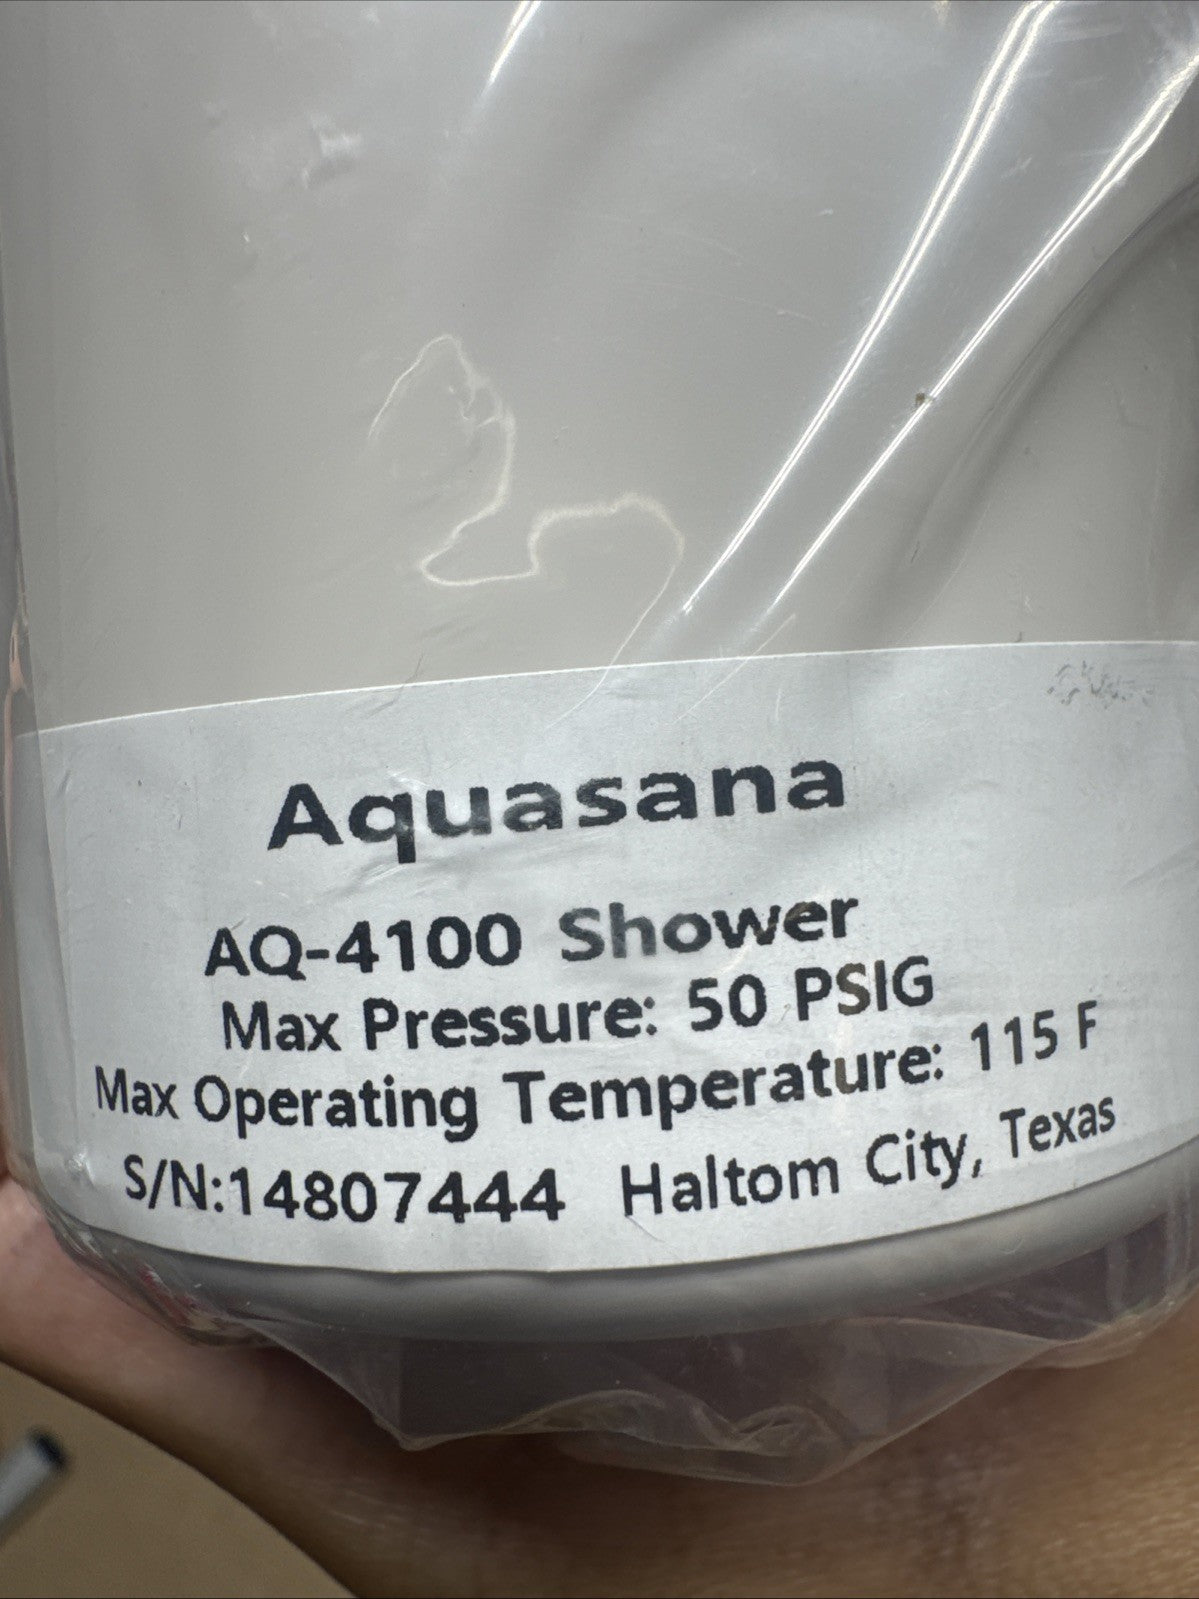 Aquasana
AQ-4100 Shower
Max Pressure: 50 PSIG
Max Operating Temperature: 115 F
S/N:14807444 Haltom City, Texas